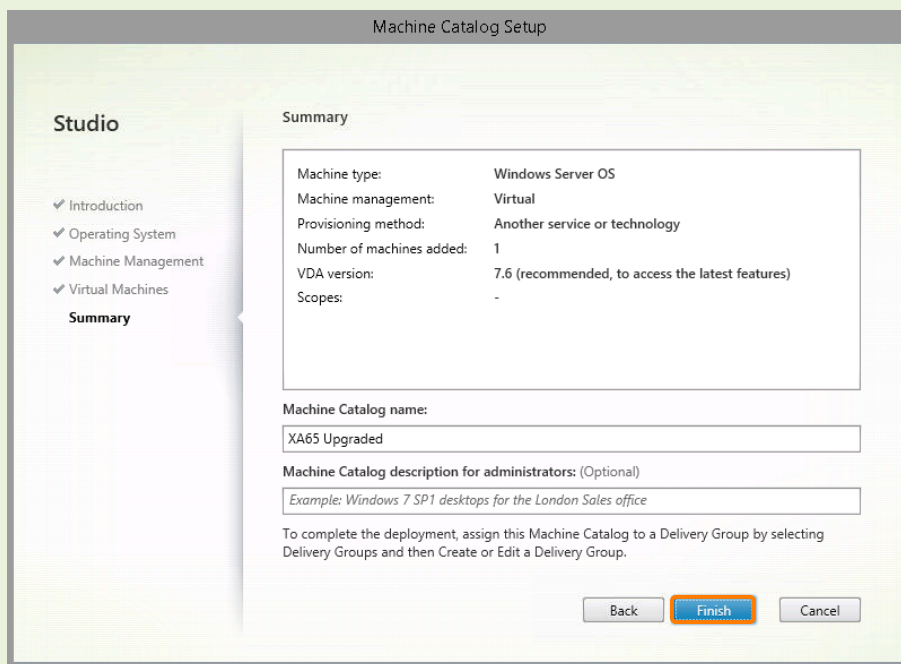 Machine Catalog Setup
Studio
Introduction
Operating System
Machine Management
Virtual Machines
Summary
Summary
Machine type: Windows Server OS
Machine management: Virtual
Provisioning method: Another service or technology
Number of machines added: 1
VDA version: 7.6 (recommended, to access the latest features)
Scopes: -
Machine Catalog name:
XA65 Upgraded
Machine Catalog description for administrators: (Optional)
Example: Windows 7 SP1 desktops for the London Sales office
To complete the deployment, assign this Machine Catalog to a Delivery Group by selecting
Delivery Groups and then Create or Edit a Delivery Group.
Back Finish Cancel